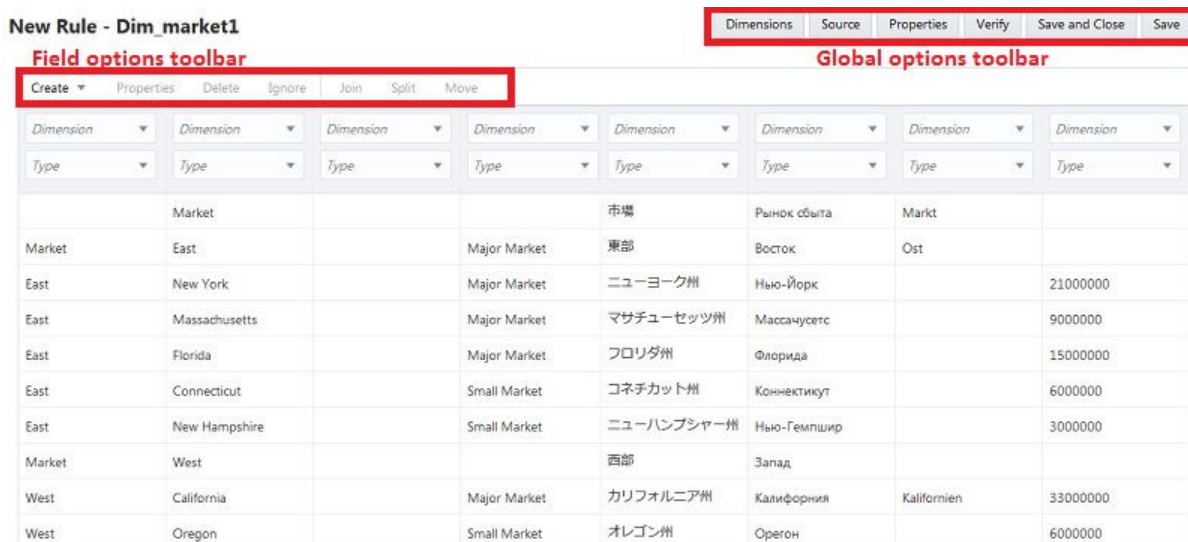 New Rule - Dim_market1
Dimensions Source Properties Verify Save and Close Save
Field options toolbar
Global options toolbar
Create Properties Delete Ignore Join Split Move
Dimension Dimension Dimension Dimension Dimension Dimension Dimension Dimension
Type Type Type Type Type Type Type Type
Market 市場 Рынок сбыта Markt
Market East Major Market 東部 Восток Ost
East New York Major Market ニューヨーク州 Нью-Йорк 21000000
East Massachusetts Major Market マサチューセッツ州 Массачусетс 9000000
East Florida Major Market フロリダ州 Флорида 15000000
East Connecticut Small Market コネチカット州 Коннектикут 6000000
East New Hampshire Small Market ニューハンプシャー州 Нью-Гемпшир 3000000
Market West 西部 Запад
West California Major Market カリフォルニア州 Калифорния Kalifornien 33000000
West Oregon Small Market オレゴン州 Орегон 6000000